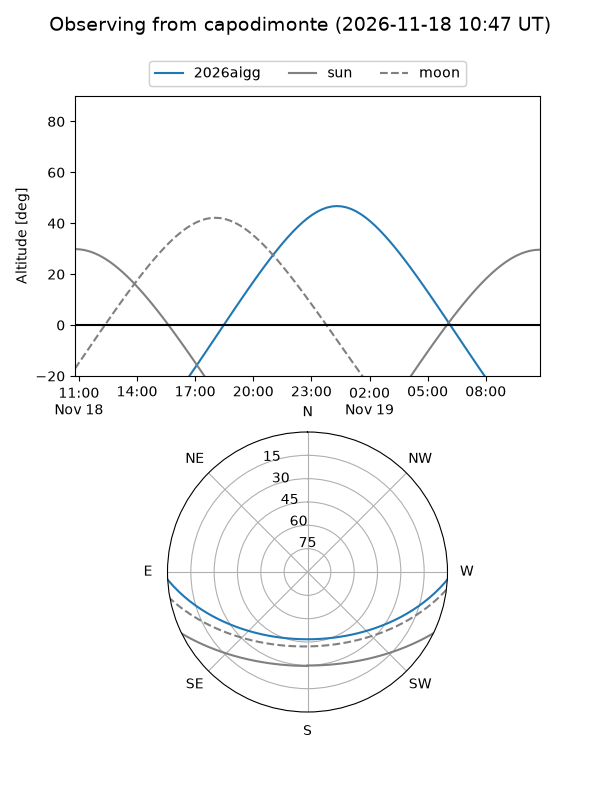 Observing from capodimonte (2026-11-18 10:47 UT)
2026aigg sun moon
Altitude [deg]
80
60
40
20
0
−20
11:00 14:00 17:00 20:00 23:00 02:00 05:00 08:00
Nov 18 Nov 19
N
NE NW
15
30
45
60
75
E W
SE SW
S